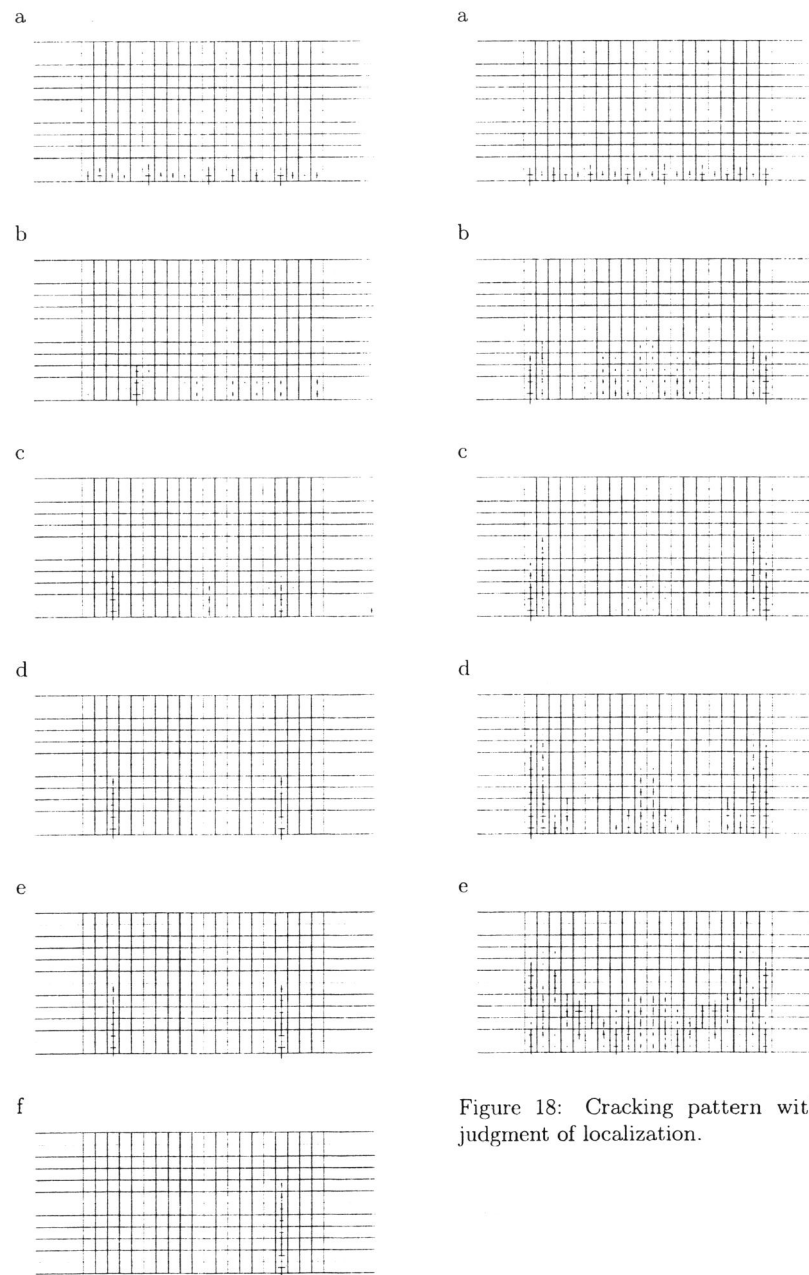 a
b
c
d
e
f
a
b
c
d
e
Figure 18: Cracking pattern wit
judgment of localization.